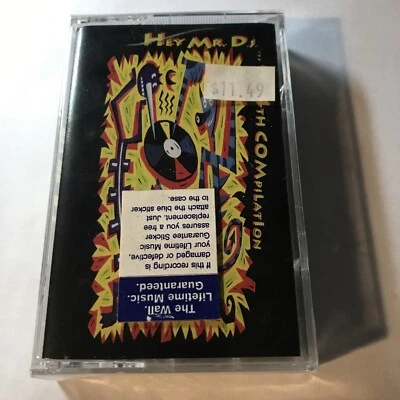 HEY MR. D.J. ...
$11.49
TH COMPILATION
The Wall.
Lifetime Music.
Guaranteed.
If this recording is
damaged or defective,
your Lifetime Music
Guarantee Sticker
assures you a free
replacement. Just
attach the blue sticker
to the case.